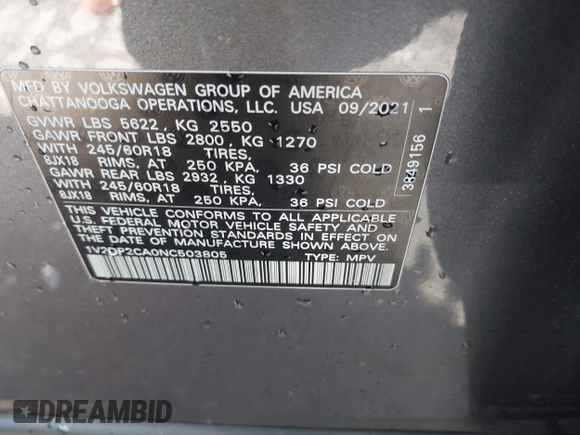 MFD BY VOLKSWAGEN GROUP OF AMERICA
CHATTANOOGA OPERATIONS, LLC. USA 09/2021
GVWR LBS 5622, KG 2550
GAWR FRONT LBS 2800, KG 1270
WITH 245/60R18 TIRES,
8JX18 RIMS, AT 250 KPA, 36 PSI COLD
GAWR REAR LBS 2932, KG 1330
WITH 245/60R18 TIRES,
8JX18 RIMS, AT 250 KPA, 36 PSI COLD
THIS VEHICLE CONFORMS TO ALL APPLICABLE
U.S. FEDERAL MOTOR VEHICLE SAFETY AND
THEFT PREVENTION STANDARDS IN EFFECT ON
THE DATE OF MANUFACTURE SHOWN ABOVE.
1V2DP2CA0NC503805 TYPE: MPV
3849156 1
DREAMBID